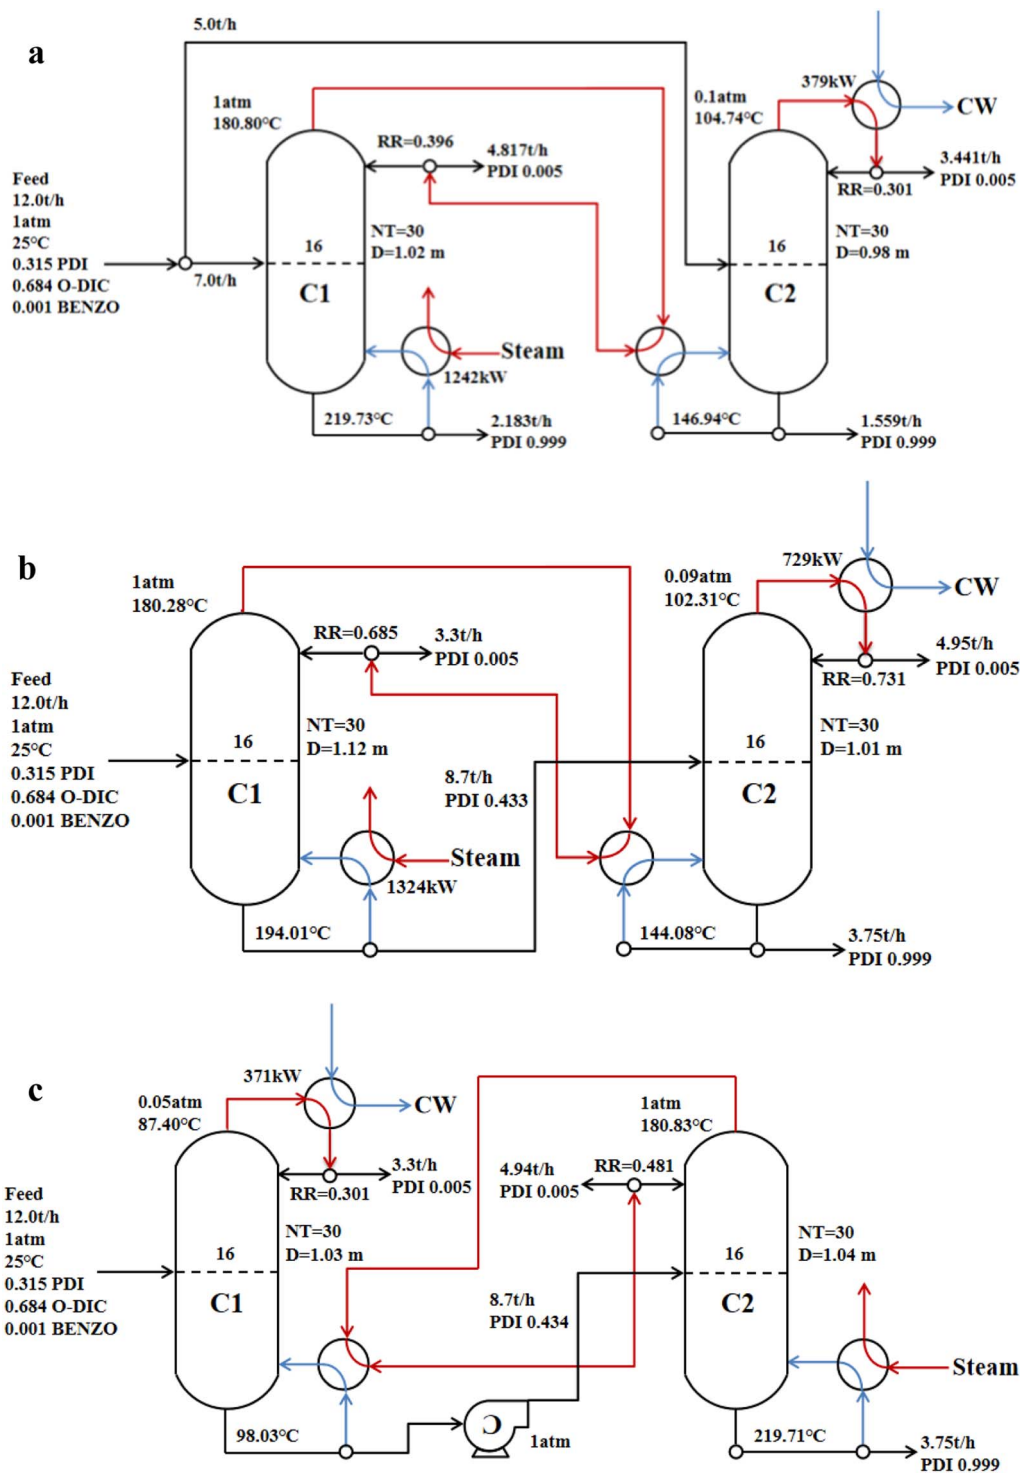 a
5.0t/h
1atm
180.80°C
RR=0.396
4.817t/h
PDI 0.005
0.1atm
104.74°C
379kW
CW
3.441t/h
PDI 0.005
RR=0.301
Feed
12.0t/h
1atm
25°C
0.315 PDI
0.684 O-DIC
0.001 BENZO
7.0t/h
16
C1
NT=30
D=1.02 m
Steam
1242kW
219.73°C
2.183t/h
PDI 0.999
16
C2
NT=30
D=0.98 m
146.94°C
1.559t/h
PDI 0.999
b
1atm
180.28°C
RR=0.685
3.3t/h
PDI 0.005
0.09atm
102.31°C
729kW
CW
4.95t/h
PDI 0.005
RR=0.731
Feed
12.0t/h
1atm
25°C
0.315 PDI
0.684 O-DIC
0.001 BENZO
16
C1
NT=30
D=1.12 m
8.7t/h
PDI 0.433
Steam
1324kW
194.01°C
16
C2
NT=30
D=1.01 m
144.08°C
3.75t/h
PDI 0.999
c
0.05atm
87.40°C
371kW
CW
3.3t/h
PDI 0.005
RR=0.301
1atm
180.83°C
4.94t/h
PDI 0.005
RR=0.481
Feed
12.0t/h
1atm
25°C
0.315 PDI
0.684 O-DIC
0.001 BENZO
16
C1
NT=30
D=1.03 m
8.7t/h
PDI 0.434
98.03°C
1atm
16
C2
NT=30
D=1.04 m
Steam
219.71°C
3.75t/h
PDI 0.999